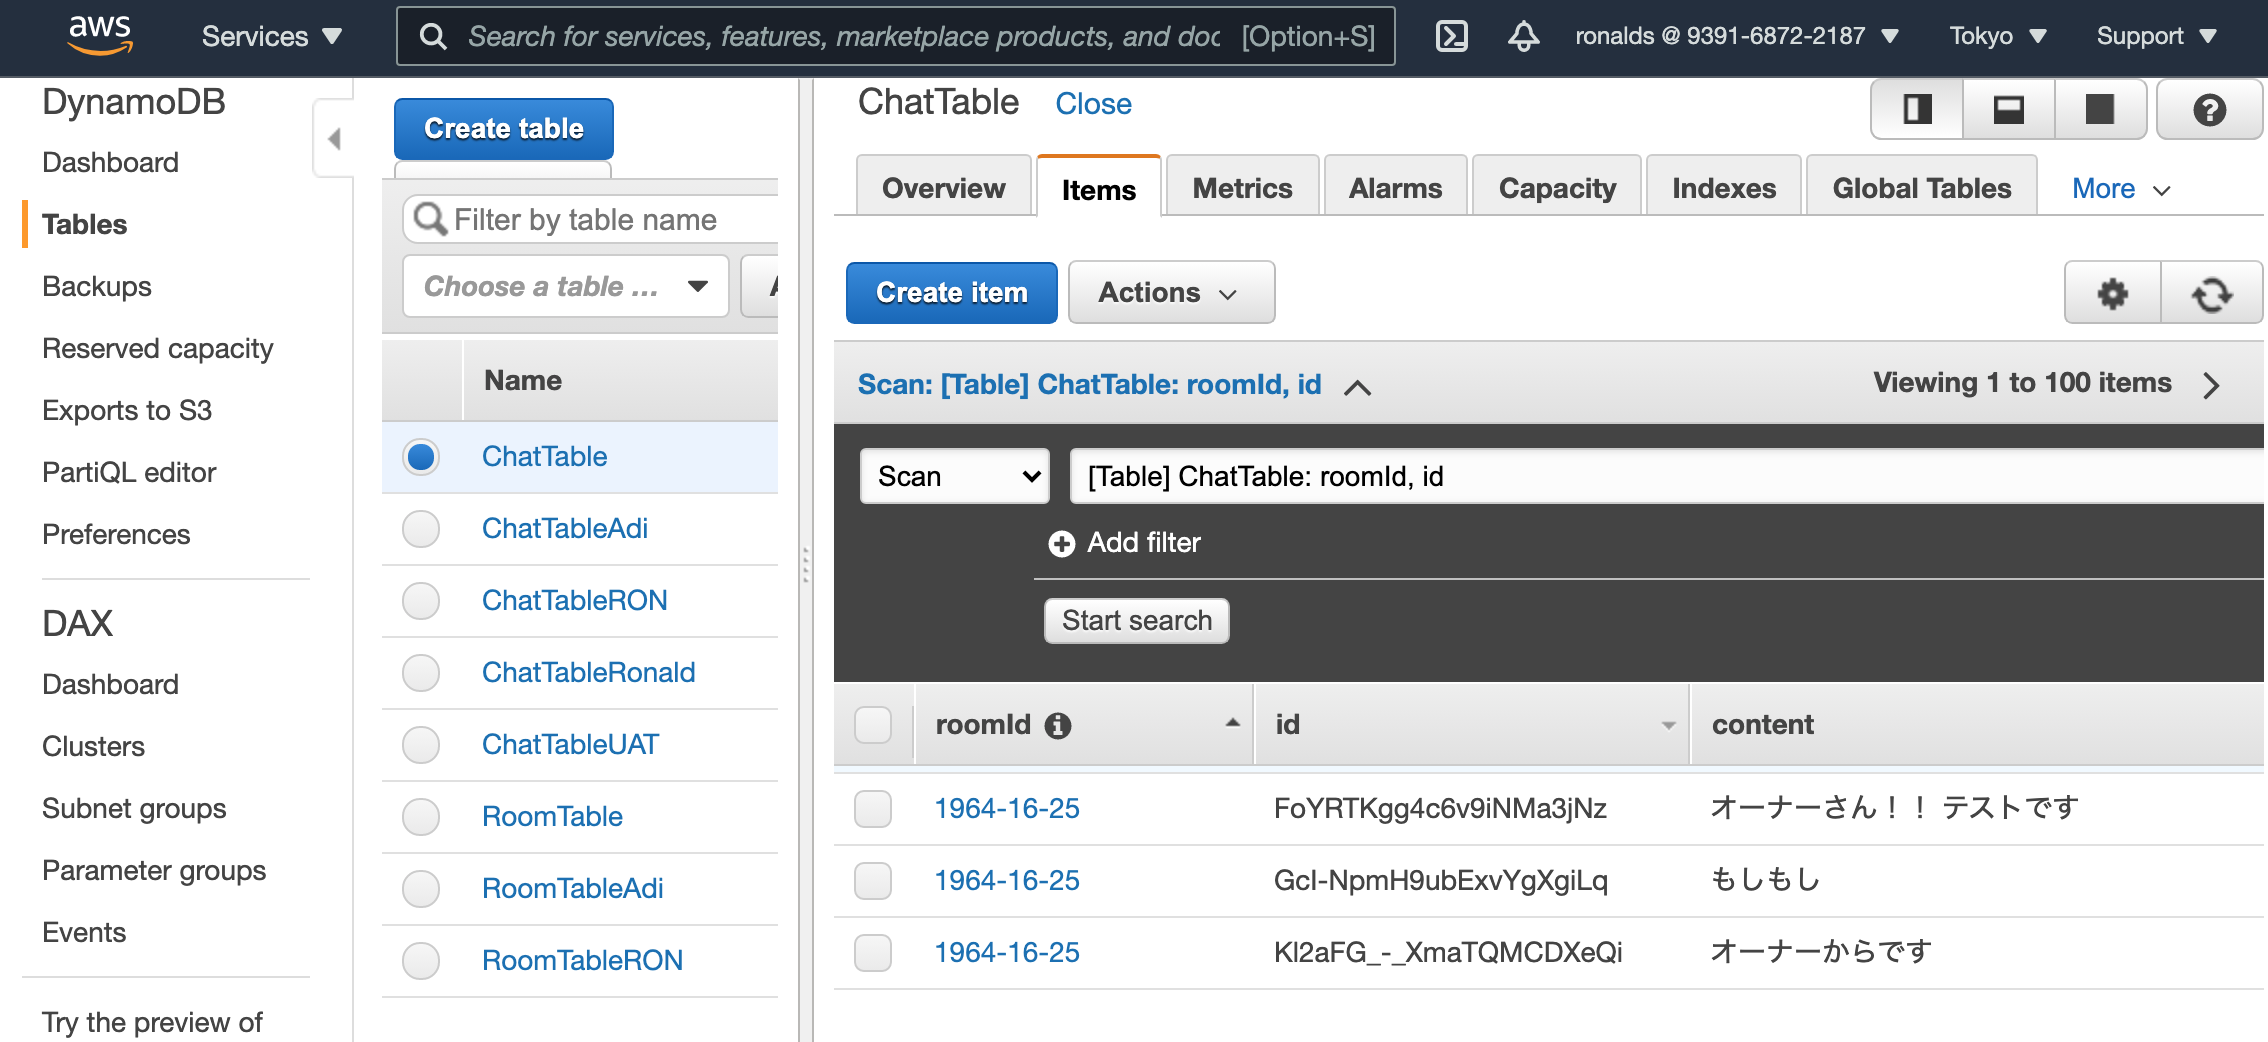 aws Services Search for services, features, marketplace products, and doc [Option+S] ronalds @ 9391-6872-2187 Tokyo Support
DynamoDB
Dashboard
Tables
Backups
Reserved capacity
Exports to S3
PartiQL editor
Preferences
DAX
Dashboard
Clusters
Subnet groups
Parameter groups
Events
Try the preview of
Create table
Filter by table name
Choose a table ...
Name
ChatTable
ChatTableAdi
ChatTableRON
ChatTableRonald
ChatTableUAT
RoomTable
RoomTableAdi
RoomTableRON
ChatTable Close
Overview Items Metrics Alarms Capacity Indexes Global Tables More
Create item Actions
Scan: [Table] ChatTable: roomId, id Viewing 1 to 100 items
Scan [Table] ChatTable: roomId, id
Add filter
Start search
roomId id content
1964-16-25 FoYRTKgg4c6v9iNMa3jNz オーナーさん！！ テストです
1964-16-25 GcI-NpmH9ubExvYgXgiLq もしもし
1964-16-25 Kl2aFG_-_XmaTQMCDXeQi オーナーからです